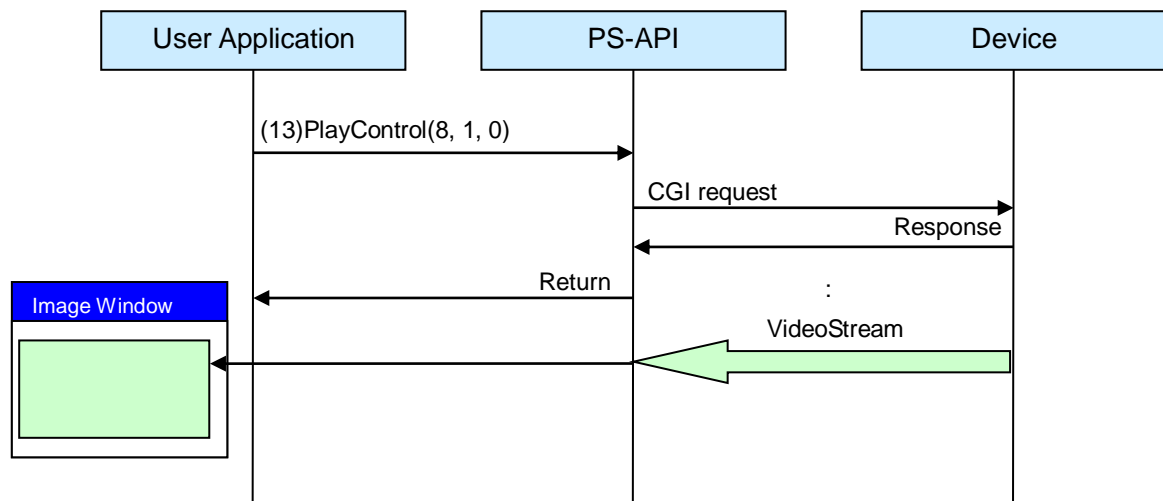 User Application
PS-API
Device
(13)PlayControl(8, 1, 0)
CGI request
Response
Return
:
Image Window
VideoStream